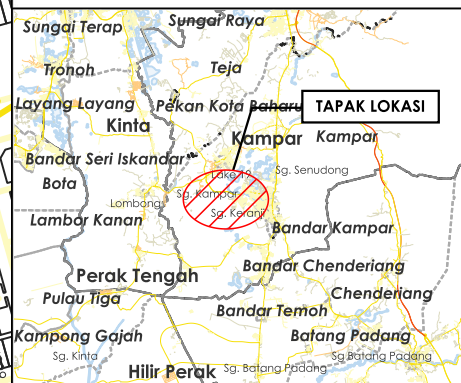 Sungai Raya
Sungai Terap
Tronoh
Teja
Layang Layang
Pekan Kota Baharu
TAPAK LOKASI
Kinta
Kampar
Kampar
Bandar Seri Iskandar
Lake 19
Sg. Senudong
Bota
Sg. Kampar
Lombong
Sg. Keranji
Lambor Kanan
Bandar Kampar
Perak Tengah
Bandar Chenderiang
Pulau Tiga
Chenderiang
Bandar Temoh
Kampong Gajah
Batang Padang
Sg. Kinta
Sg Batang Padang
Hilir Perak
Sg. Batang Padang